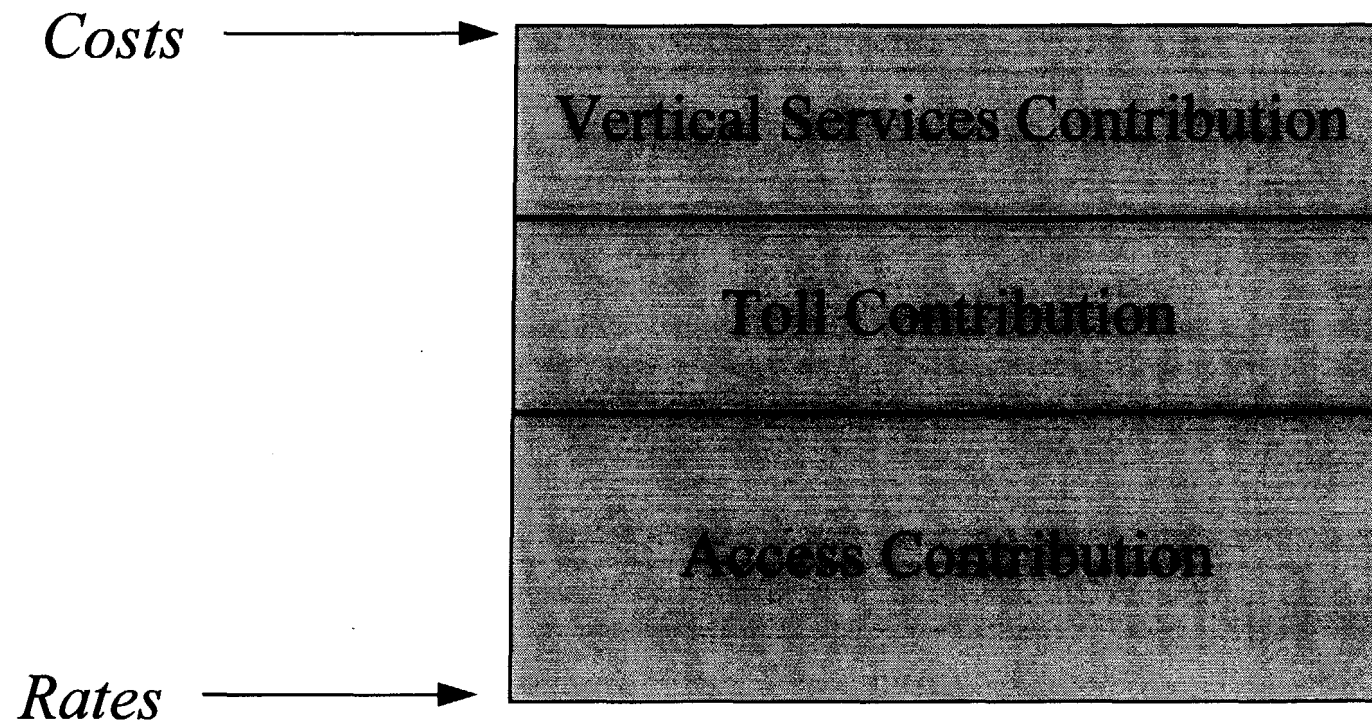 Costs
Vertical Services Contribution
Toll Contribution
Access Contribution
Rates